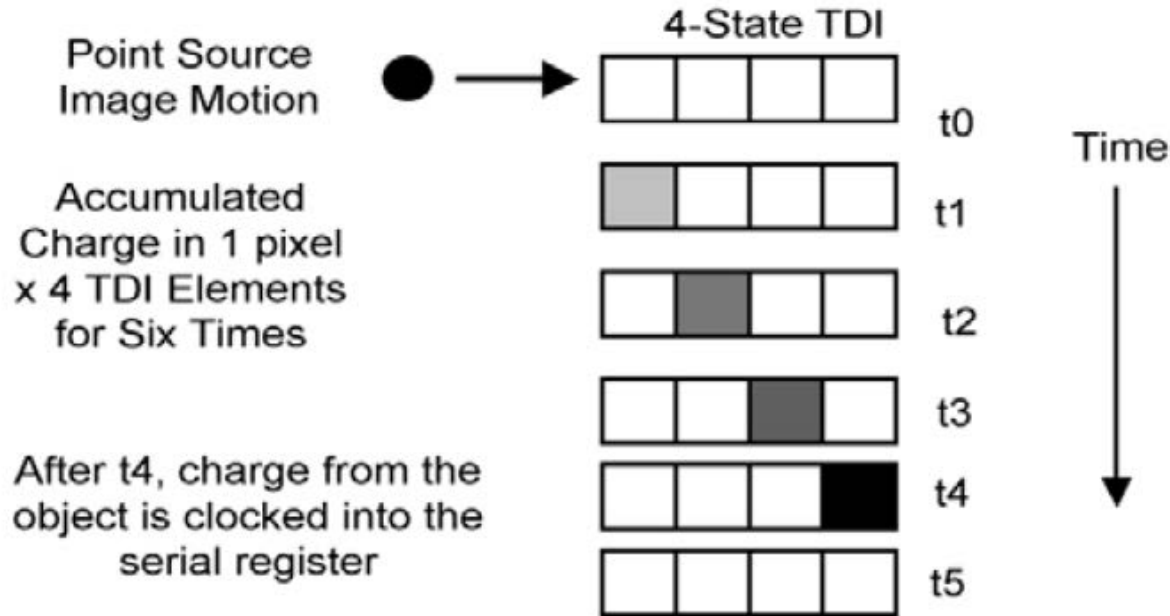 4-State TDI
Point Source
Image Motion
t0
Time
Accumulated
Charge in 1 pixel
x 4 TDI Elements
for Six Times
t1
t2
t3
After t4, charge from the
object is clocked into the
serial register
t4
t5